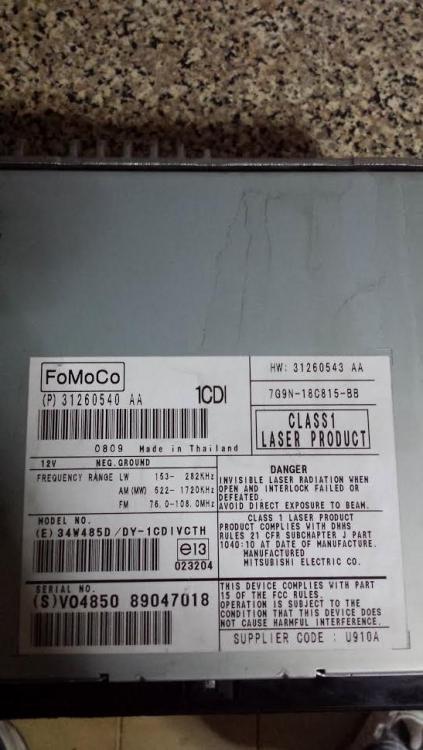 FoMoCo
(P) 31260540 AA 1CDI
HW: 31260543 AA
7G9N-18C815-BB
CLASS1
LASER PRODUCT
0809 Made in Thailand
12V NEG.GROUND
FREQUENCY RANGE LW 153- 282KHz
AM(MW) 522- 1720KHz
FM 76.0-108.0MHz
DANGER
INVISIBLE LASER RADIATION WHEN
OPEN AND INTERLOCK FAILED OR
DEFEATED.
AVOID DIRECT EXPOSURE TO BEAM.
MODEL NO.
(E) 34W485D/DY-1CDIVCTH
e13
023204
CLASS 1 LASER PRODUCT
PRODUCT COMPLIES WITH DHHS
RULES 21 CFR SUBCHAPTER J PART
1040:10 AT DATE OF MANUFACTURE.
MANUFACTURED
MITSUBISHI ELECTRIC CO.
SERIAL NO.
(S)VO4850 89047018
THIS DEVICE COMPLIES WITH PART
15 OF THE FCC RULES.
OPERATION IS SUBJECT TO THE
CONDITION THAT THIS DEVICE DOES
NOT CAUSE HARMFUL INTERFERENCE.
SUPPLIER CODE : U910A